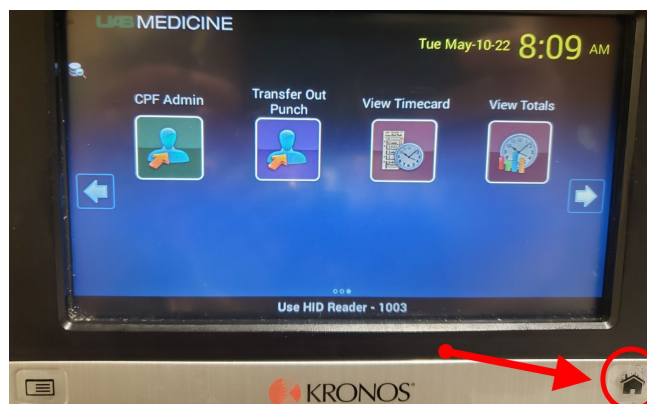 UAB MEDICINE
Tue May-10-22 8:09 AM
CPF Admin
Transfer Out
Punch
View Timecard
View Totals
Use HID Reader - 1003
KRONOS